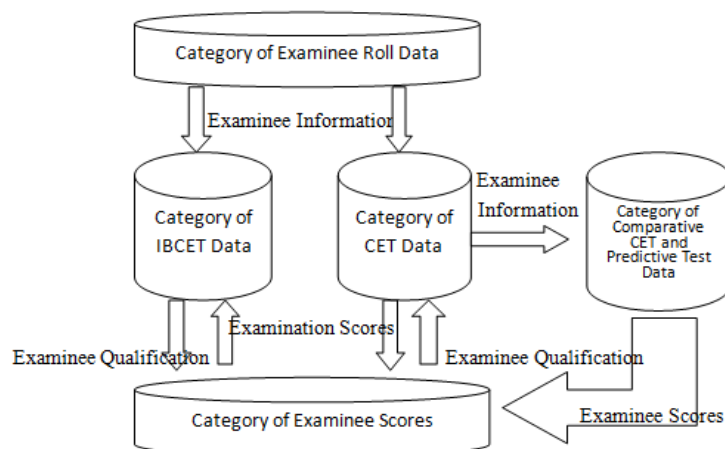 Category of Examinee Roll Data
Examinee Information
Examinee
Information
Category of
IBCET Data
Category of
CET Data
Category of
Comparative
CET and
Predictive Test
Data
Examination Scores
Examinee Qualification
Examinee Qualification
Category of Examinee Scores
Examinee Scores